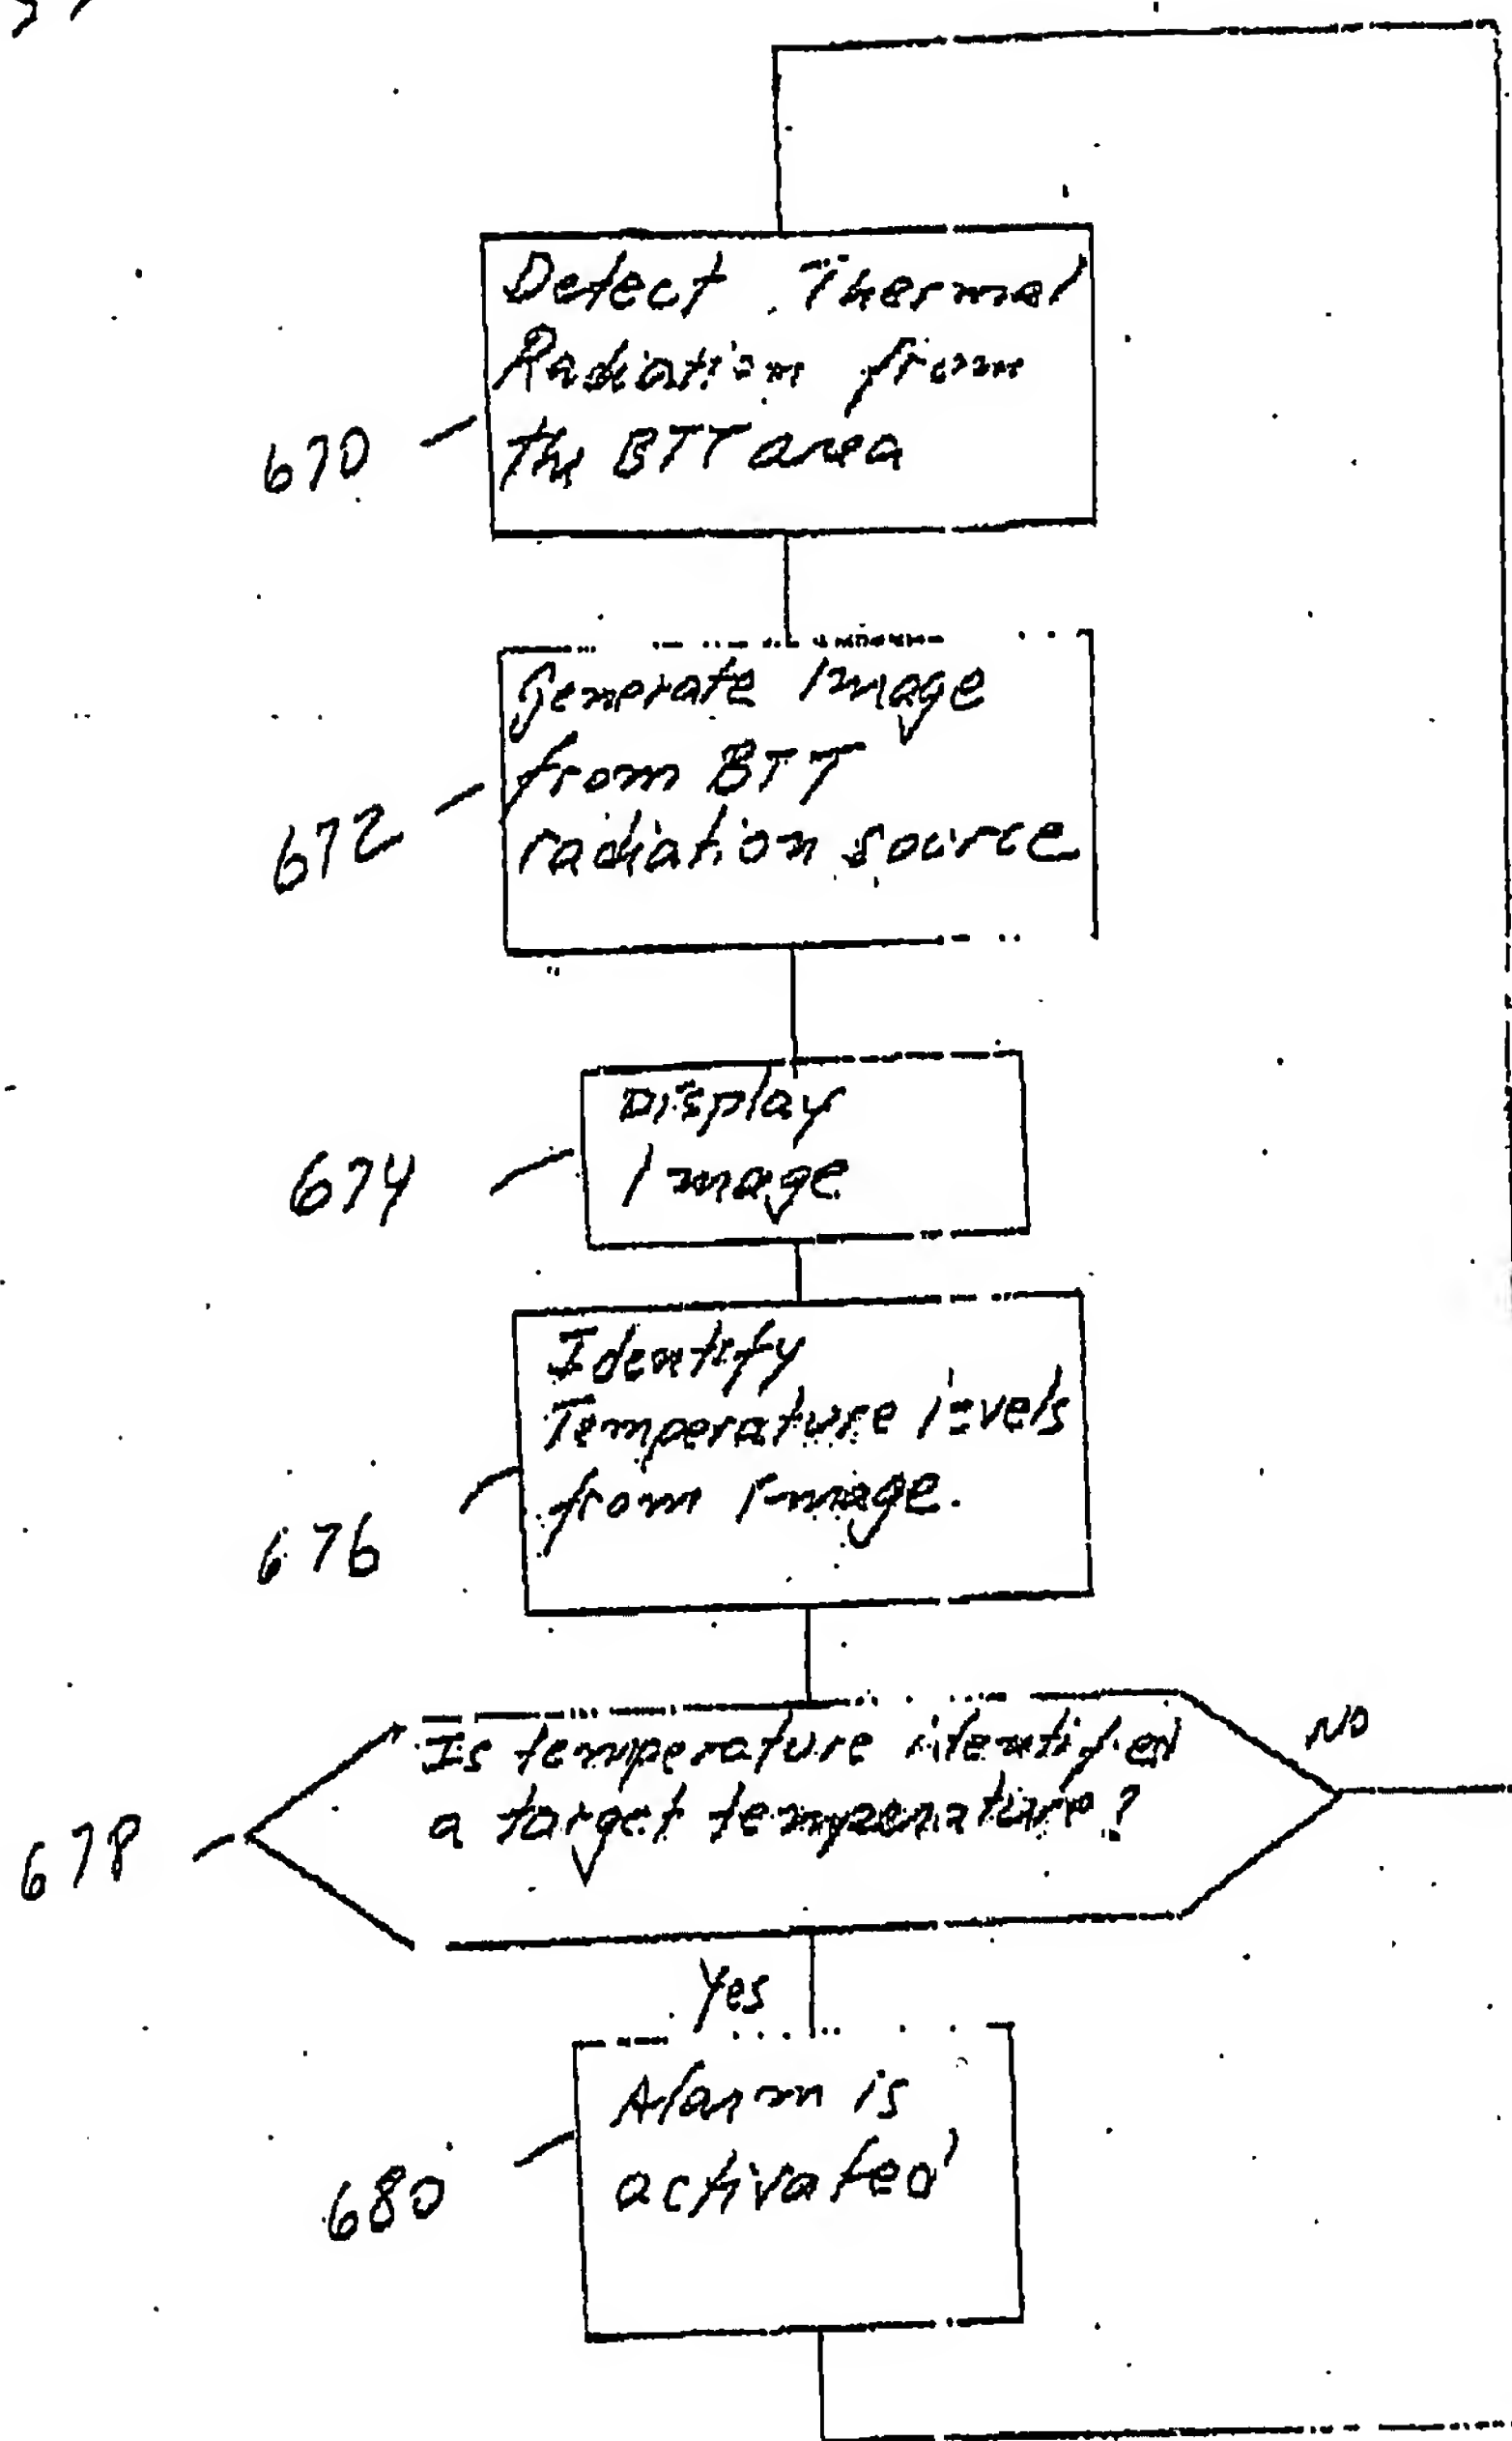 Detect Thermal
Radiation from
the BTT area
670
Generate Image
from BTT
radiation source
672
Display
Image
674
Identify
Temperature levels
from Image.
676
Is temperature identified
a target temperature?
NO
678
Yes
Alarm is
activated
680